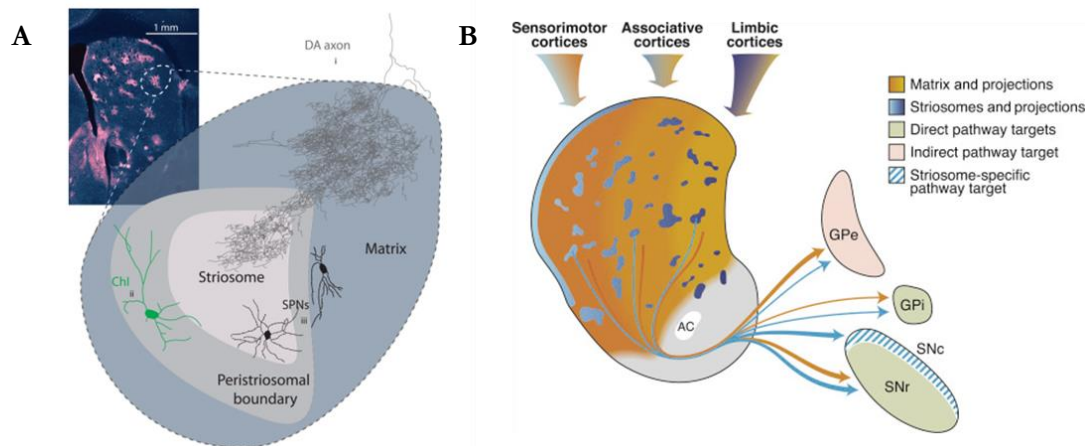 A
1 mm
DA axon
i
Matrix
Striosome
ChI
ii
SPNs
iii
Peristriosomal
boundary
B
Sensorimotor
cortices
Associative
cortices
Limbic
cortices
Matrix and projections
Striosomes and projections
Direct pathway targets
Indirect pathway target
Striosome-specific
pathway target
GPe
GPi
AC
SNc
SNr